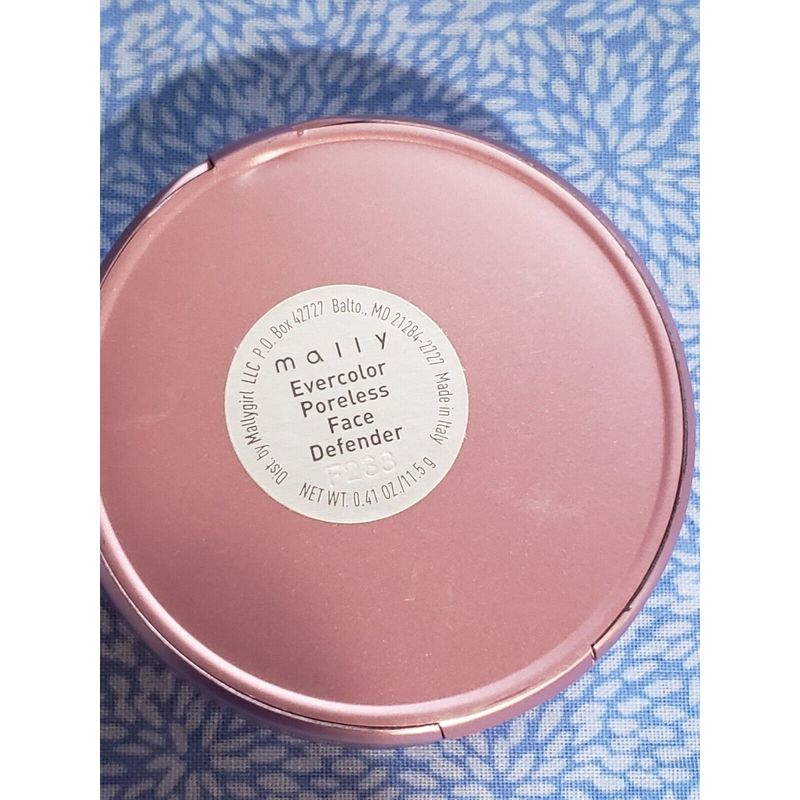 Dist. by Mallygirl LLC P.O. Box 42727 Balto., MD 21284-2727 Made in Italy
mally
Evercolor
Poreless
Face
Defender
F268
NET WT. 0.41 OZ./11.5 g